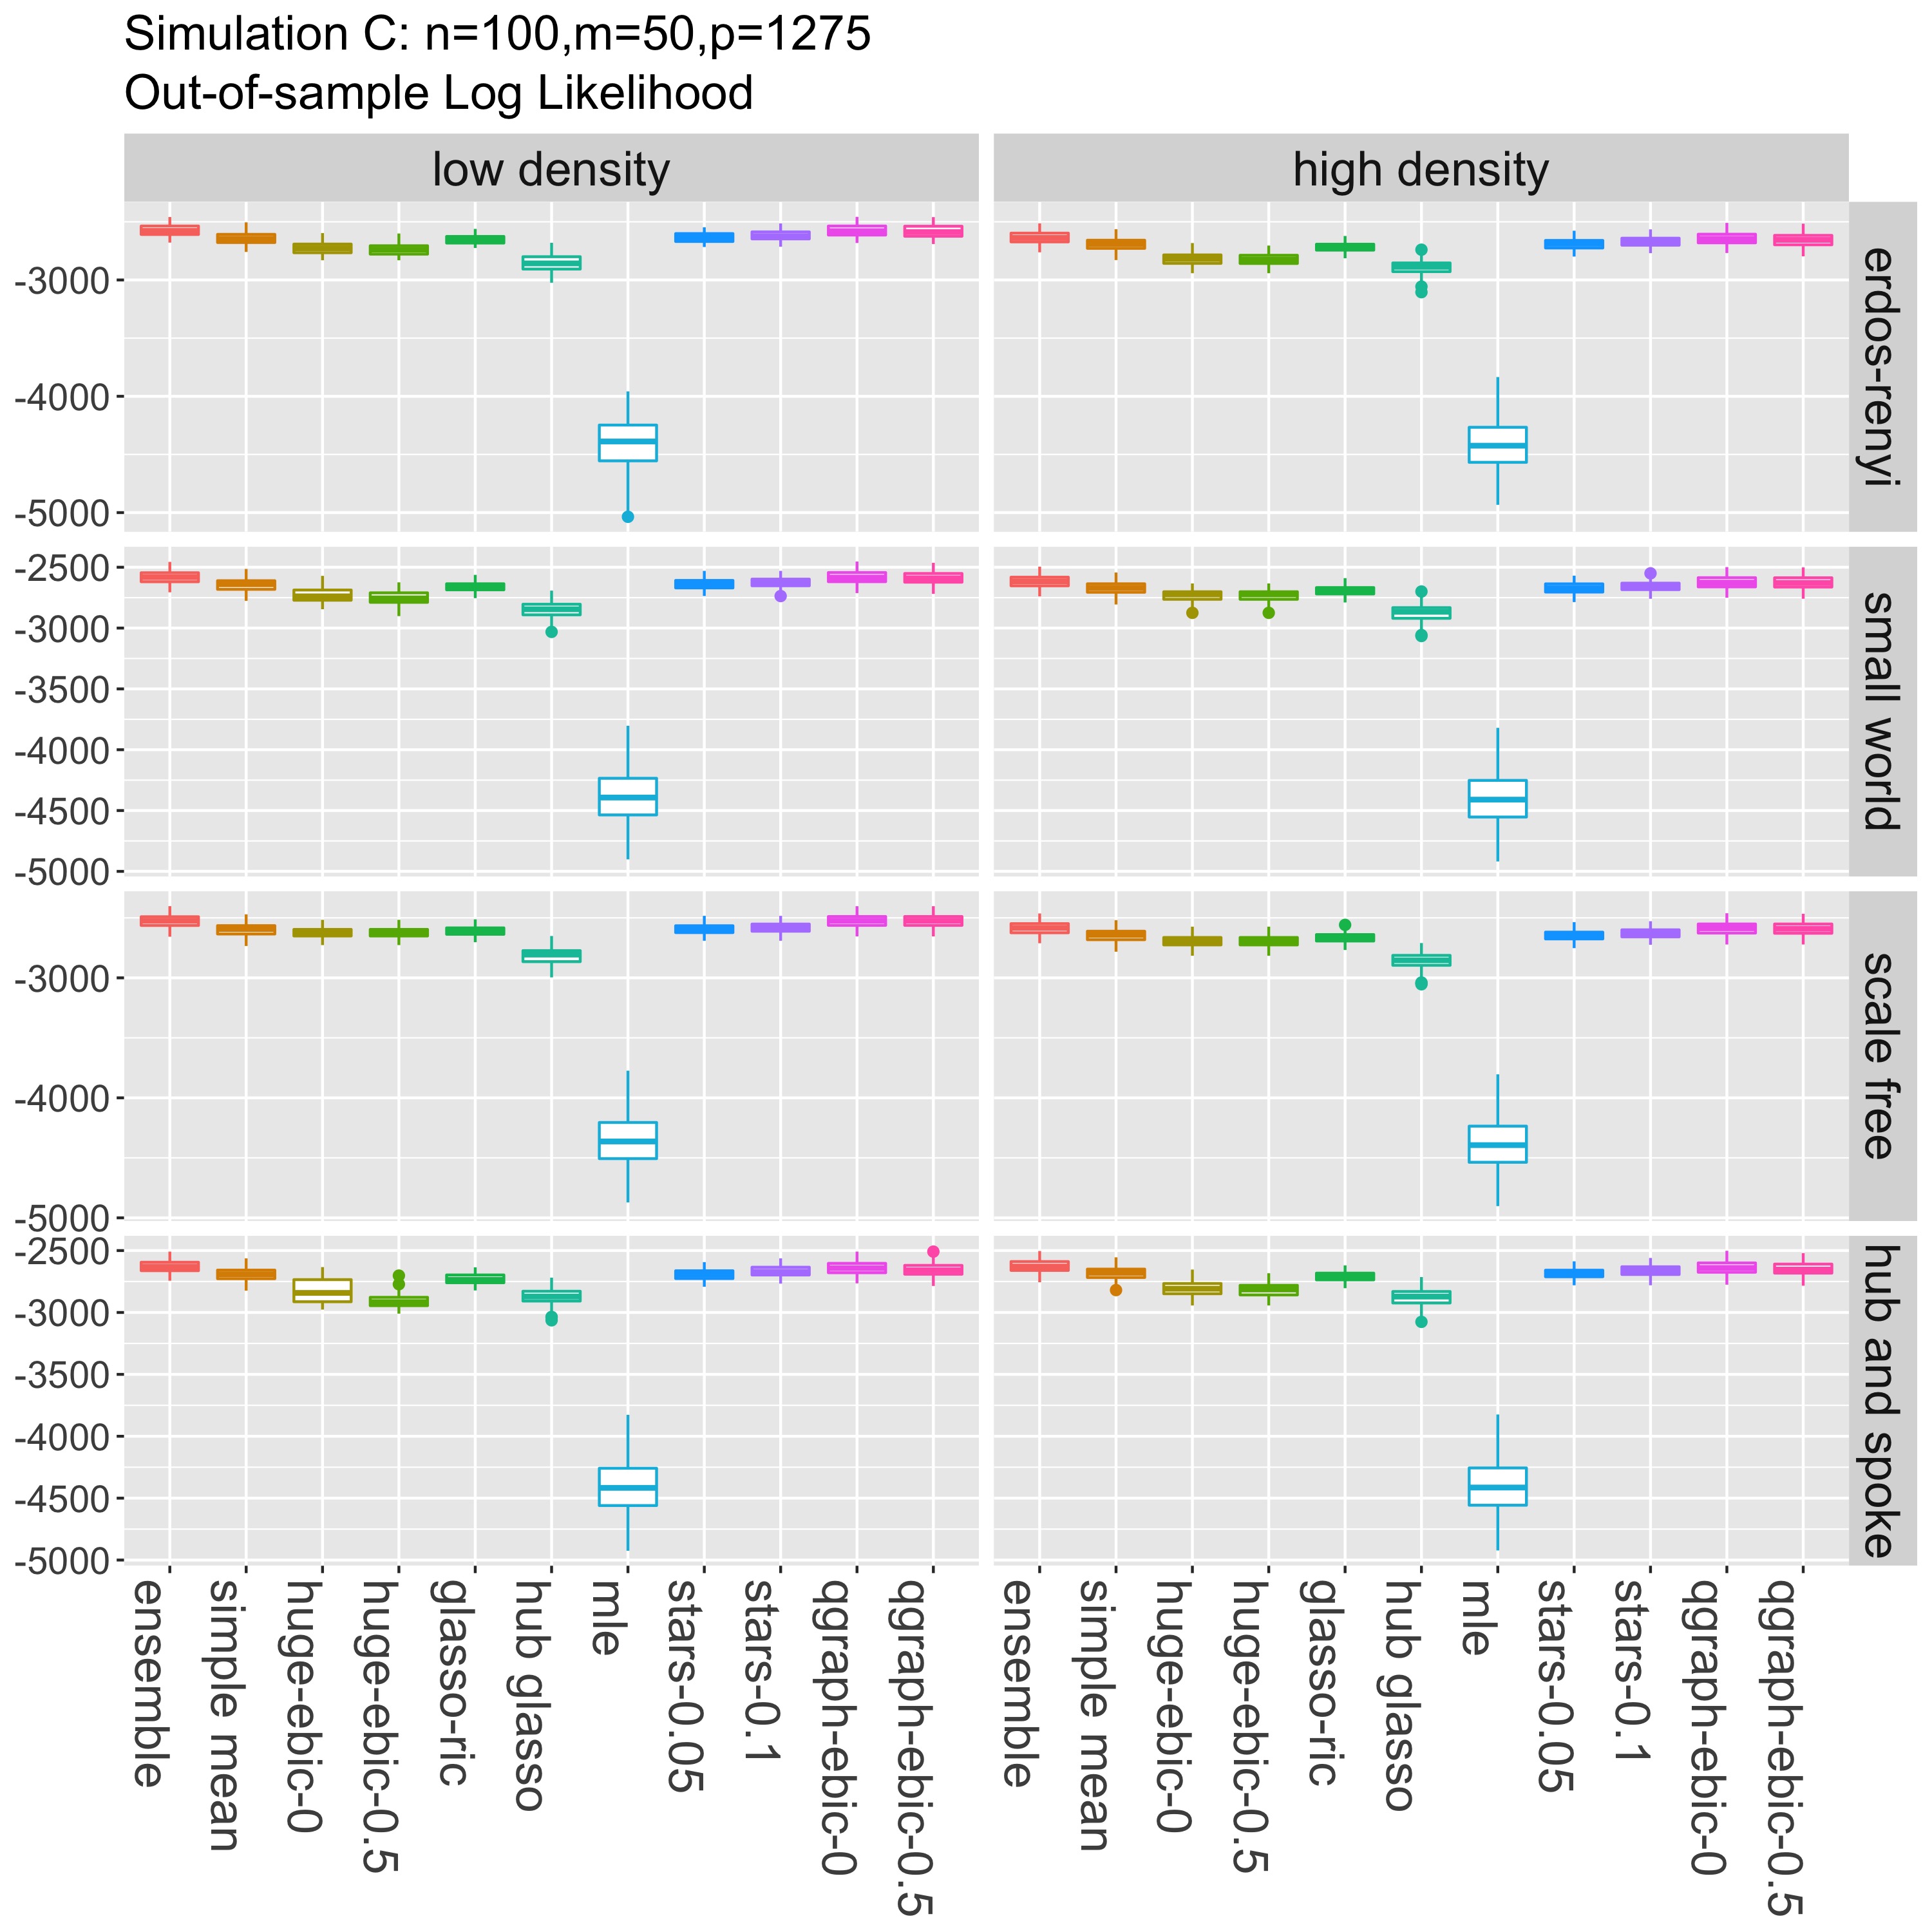 Simulation C: n=100,m=50,p=1275
Out-of-sample Log Likelihood
low density
high density
-3000
-4000
-5000
erdos-renyi
-2500
-3000
-3500
-4000
-4500
-5000
small world
-3000
-4000
-5000
scale free
-2500
-3000
-3500
-4000
-4500
-5000
hub and spoke
ensemble
simple mean
huge-ebic-0
huge-ebic-0.5
glasso-ric
hub glasso
mle
stars-0.05
stars-0.1
qgraph-ebic-0
qgraph-ebic-0.5
ensemble
simple mean
huge-ebic-0
huge-ebic-0.5
glasso-ric
hub glasso
mle
stars-0.05
stars-0.1
qgraph-ebic-0
qgraph-ebic-0.5